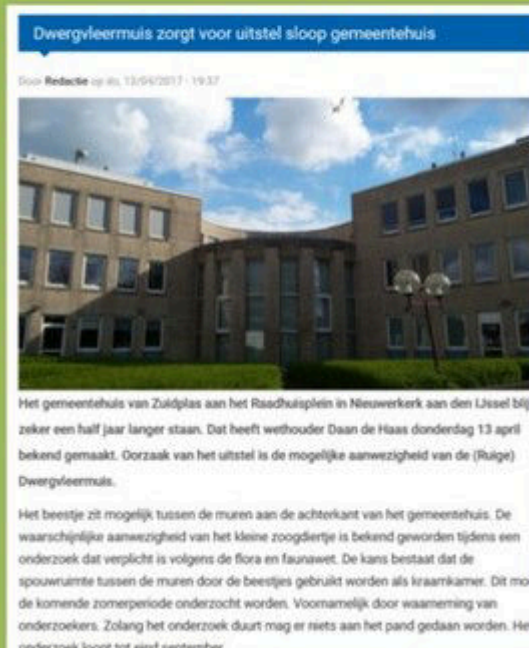 Dwergvleermuis zorgt voor uitstel sloop gemeentehuis
Door Redactie op do, 13/04/2017 - 19:37
Het gemeentehuis van Zuidplas aan het Raadhuisplein in Nieuwerkerk aan den IJssel blij
zeker een half jaar langer staan. Dat heeft wethouder Daan de Haas donderdag 13 april
bekend gemaakt. Oorzaak van het uitstel is de mogelijke aanwezigheid van de (Ruige)
Dwergvleermuis.
Het beestje zit mogelijk tussen de muren aan de achterkant van het gemeentehuis. De
waarschijnlijke aanwezigheid van het kleine zoogdiertje is bekend geworden tijdens een
onderzoek dat verplicht is volgens de flora en faunawet. De kans bestaat dat de
spouwruimte tussen de muren door de beestjes gebruikt worden als kraamkamer. Dit mo
de komende zomerperiode onderzocht worden. Voornamelijk door waarneming van
onderzoekers. Zolang het onderzoek duurt mag er niets aan het pand gedaan worden. He
onderzoek loopt tot eind september.